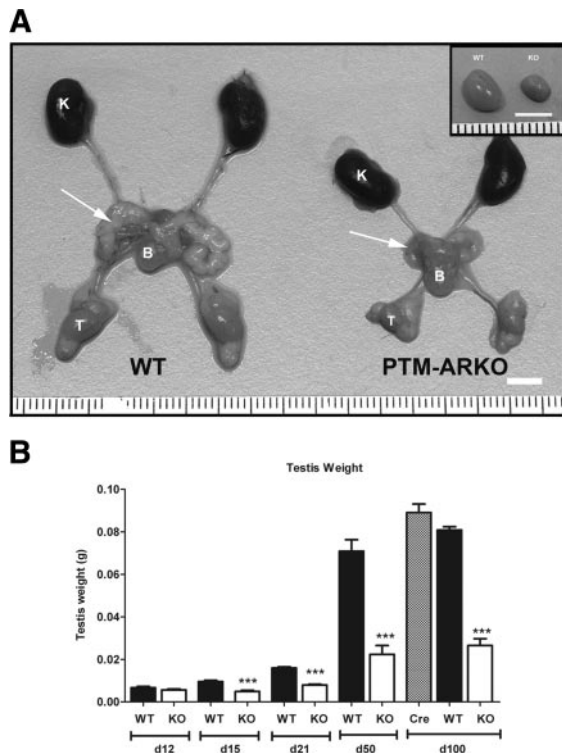 A
WT KO
K
K
B
B
T
T
WT PTM-ARKO
B
Testis Weight
Testis weight (g)
0.10
0.08
0.06
0.04
0.02
0.00
***
***
***
***
WT KO WT KO WT KO WT KO Cre WT KO
d12 d15 d21 d50 d100